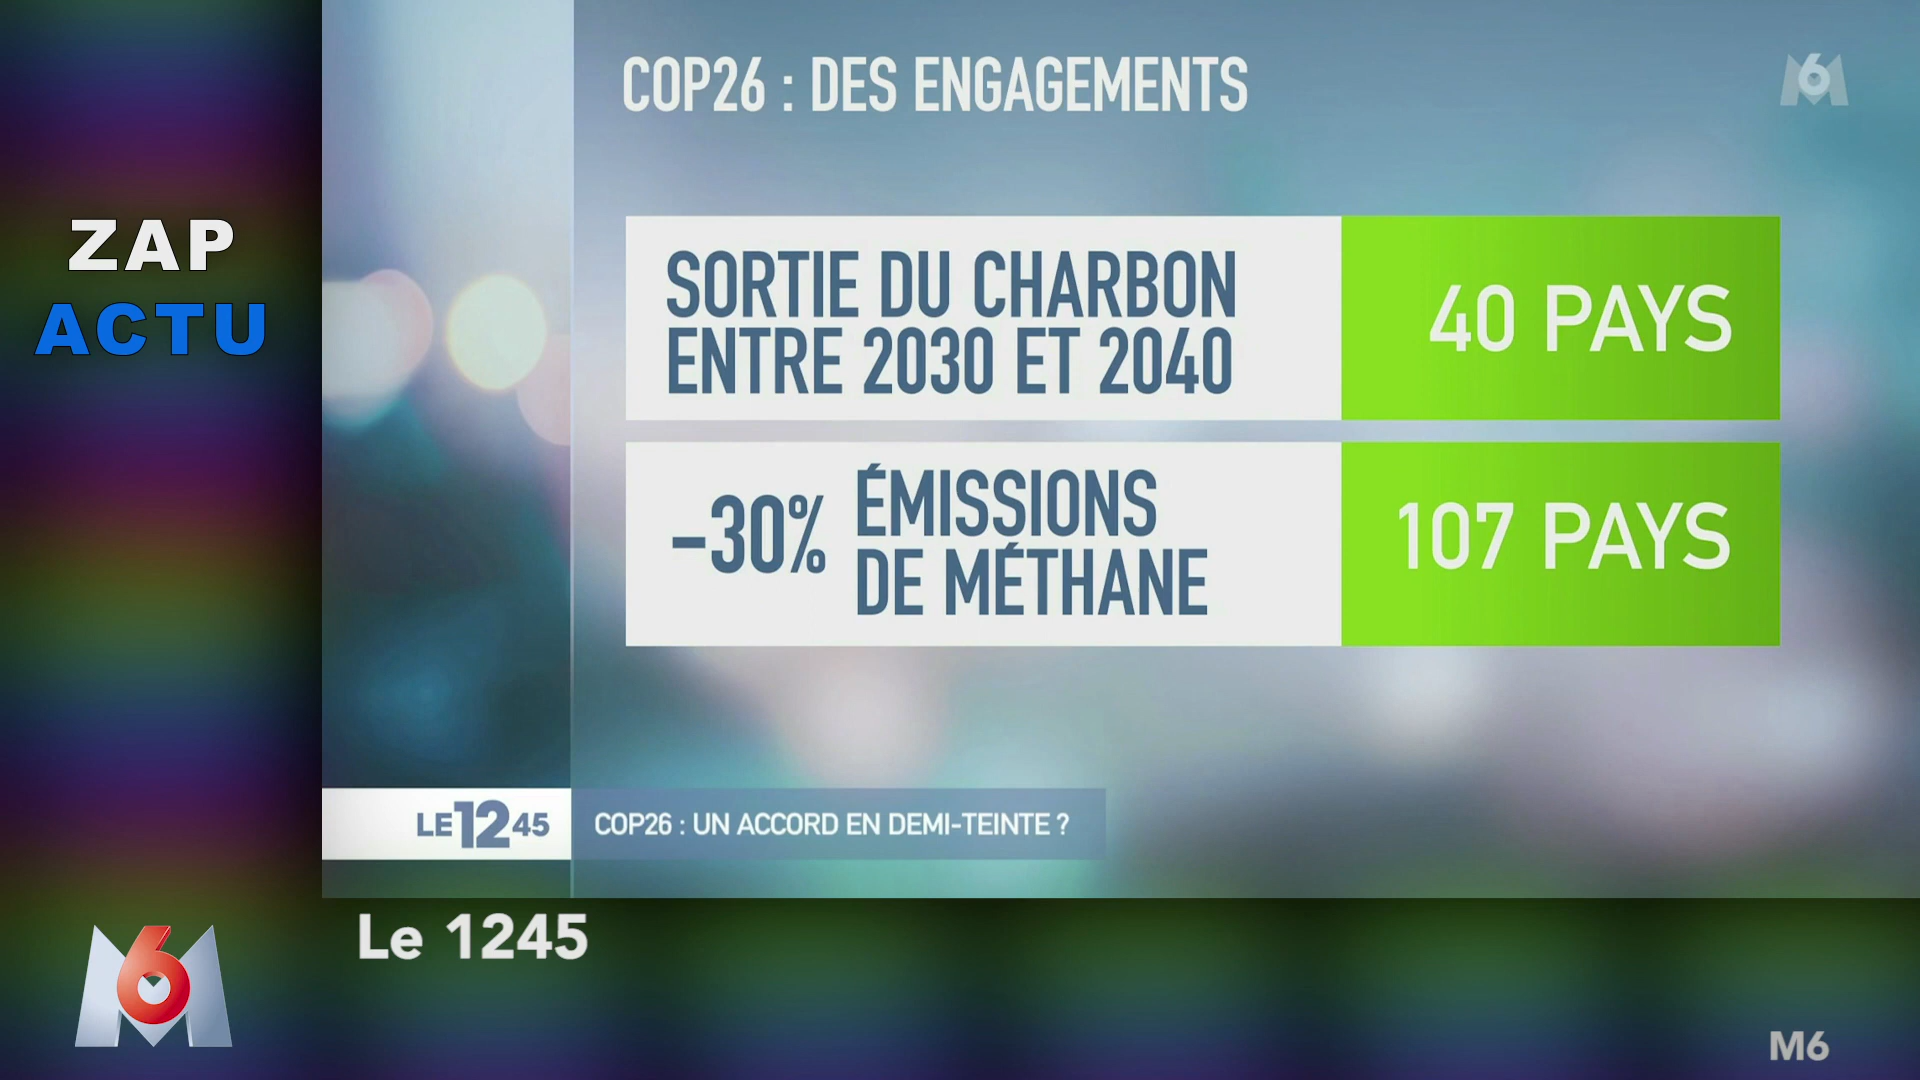 COP26 : DES ENGAGEMENTS
M6
ZAP
ACTU
SORTIE DU CHARBON
ENTRE 2030 ET 2040
40 PAYS
-30%
ÉMISSIONS
DE MÉTHANE
107 PAYS
LE 12 45
COP26 : UN ACCORD EN DEMI-TEINTE ?
Le 1245
M6
M6